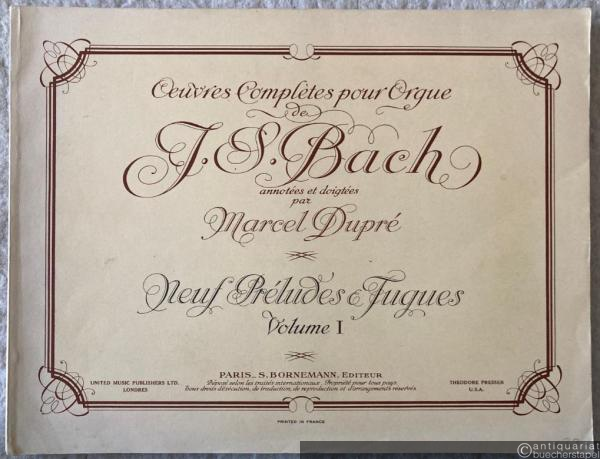 Oeuvres Complètes pour Orgue
de
J. S. Bach
annotées et doigtées
par
Marcel Dupré
Neuf Préludes & Fugues
Volume I
PARIS_ S. BORNEMANN, EDITEUR
Déposé selon les traités internationaux. Propriété pour tous pays.
Tous droits d'exécution, de traduction, de reproduction et d'arrangements réservés.
UNITED MUSIC PUBLISHERS LTD.
LONDRES
THEODORE PRESSER
U.S.A.
PRINTED IN FRANCE
©antiquariat
buecherstapel